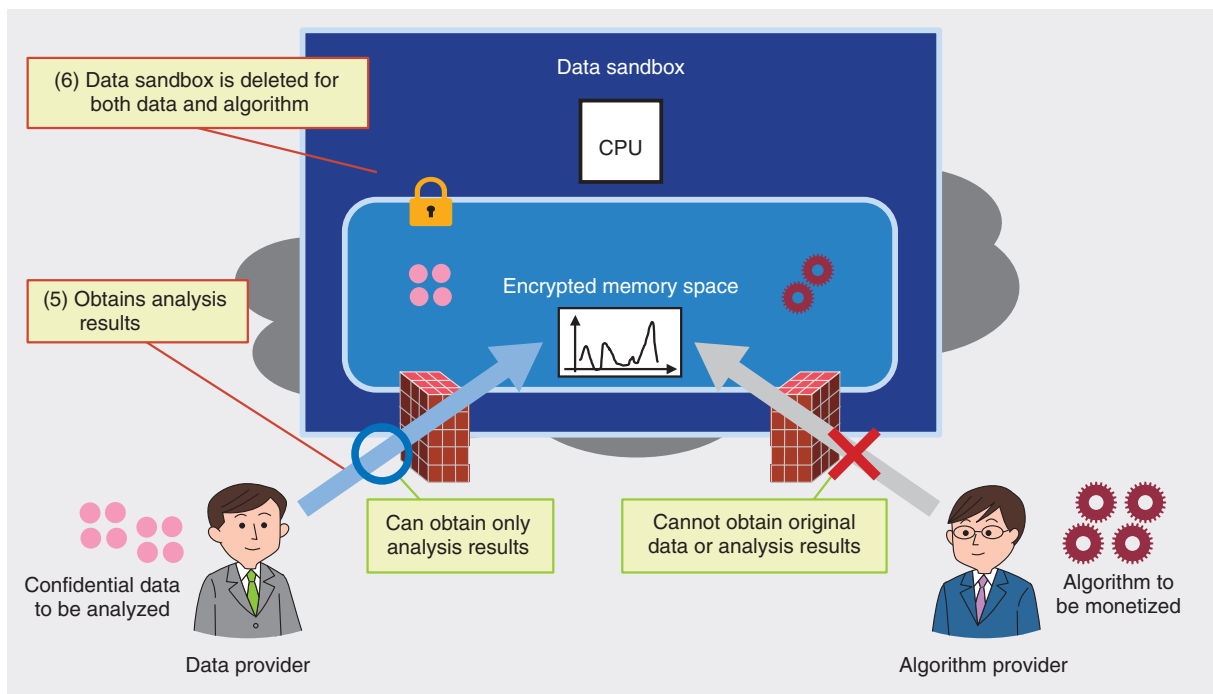 Data sandbox
(6) Data sandbox is deleted for
both data and algorithm
CPU
(5) Obtains analysis
results
Encrypted memory space
Can obtain only
analysis results
Cannot obtain original
data or analysis results
Confidential data
to be analyzed
Algorithm to
be monetized
Data provider
Algorithm provider